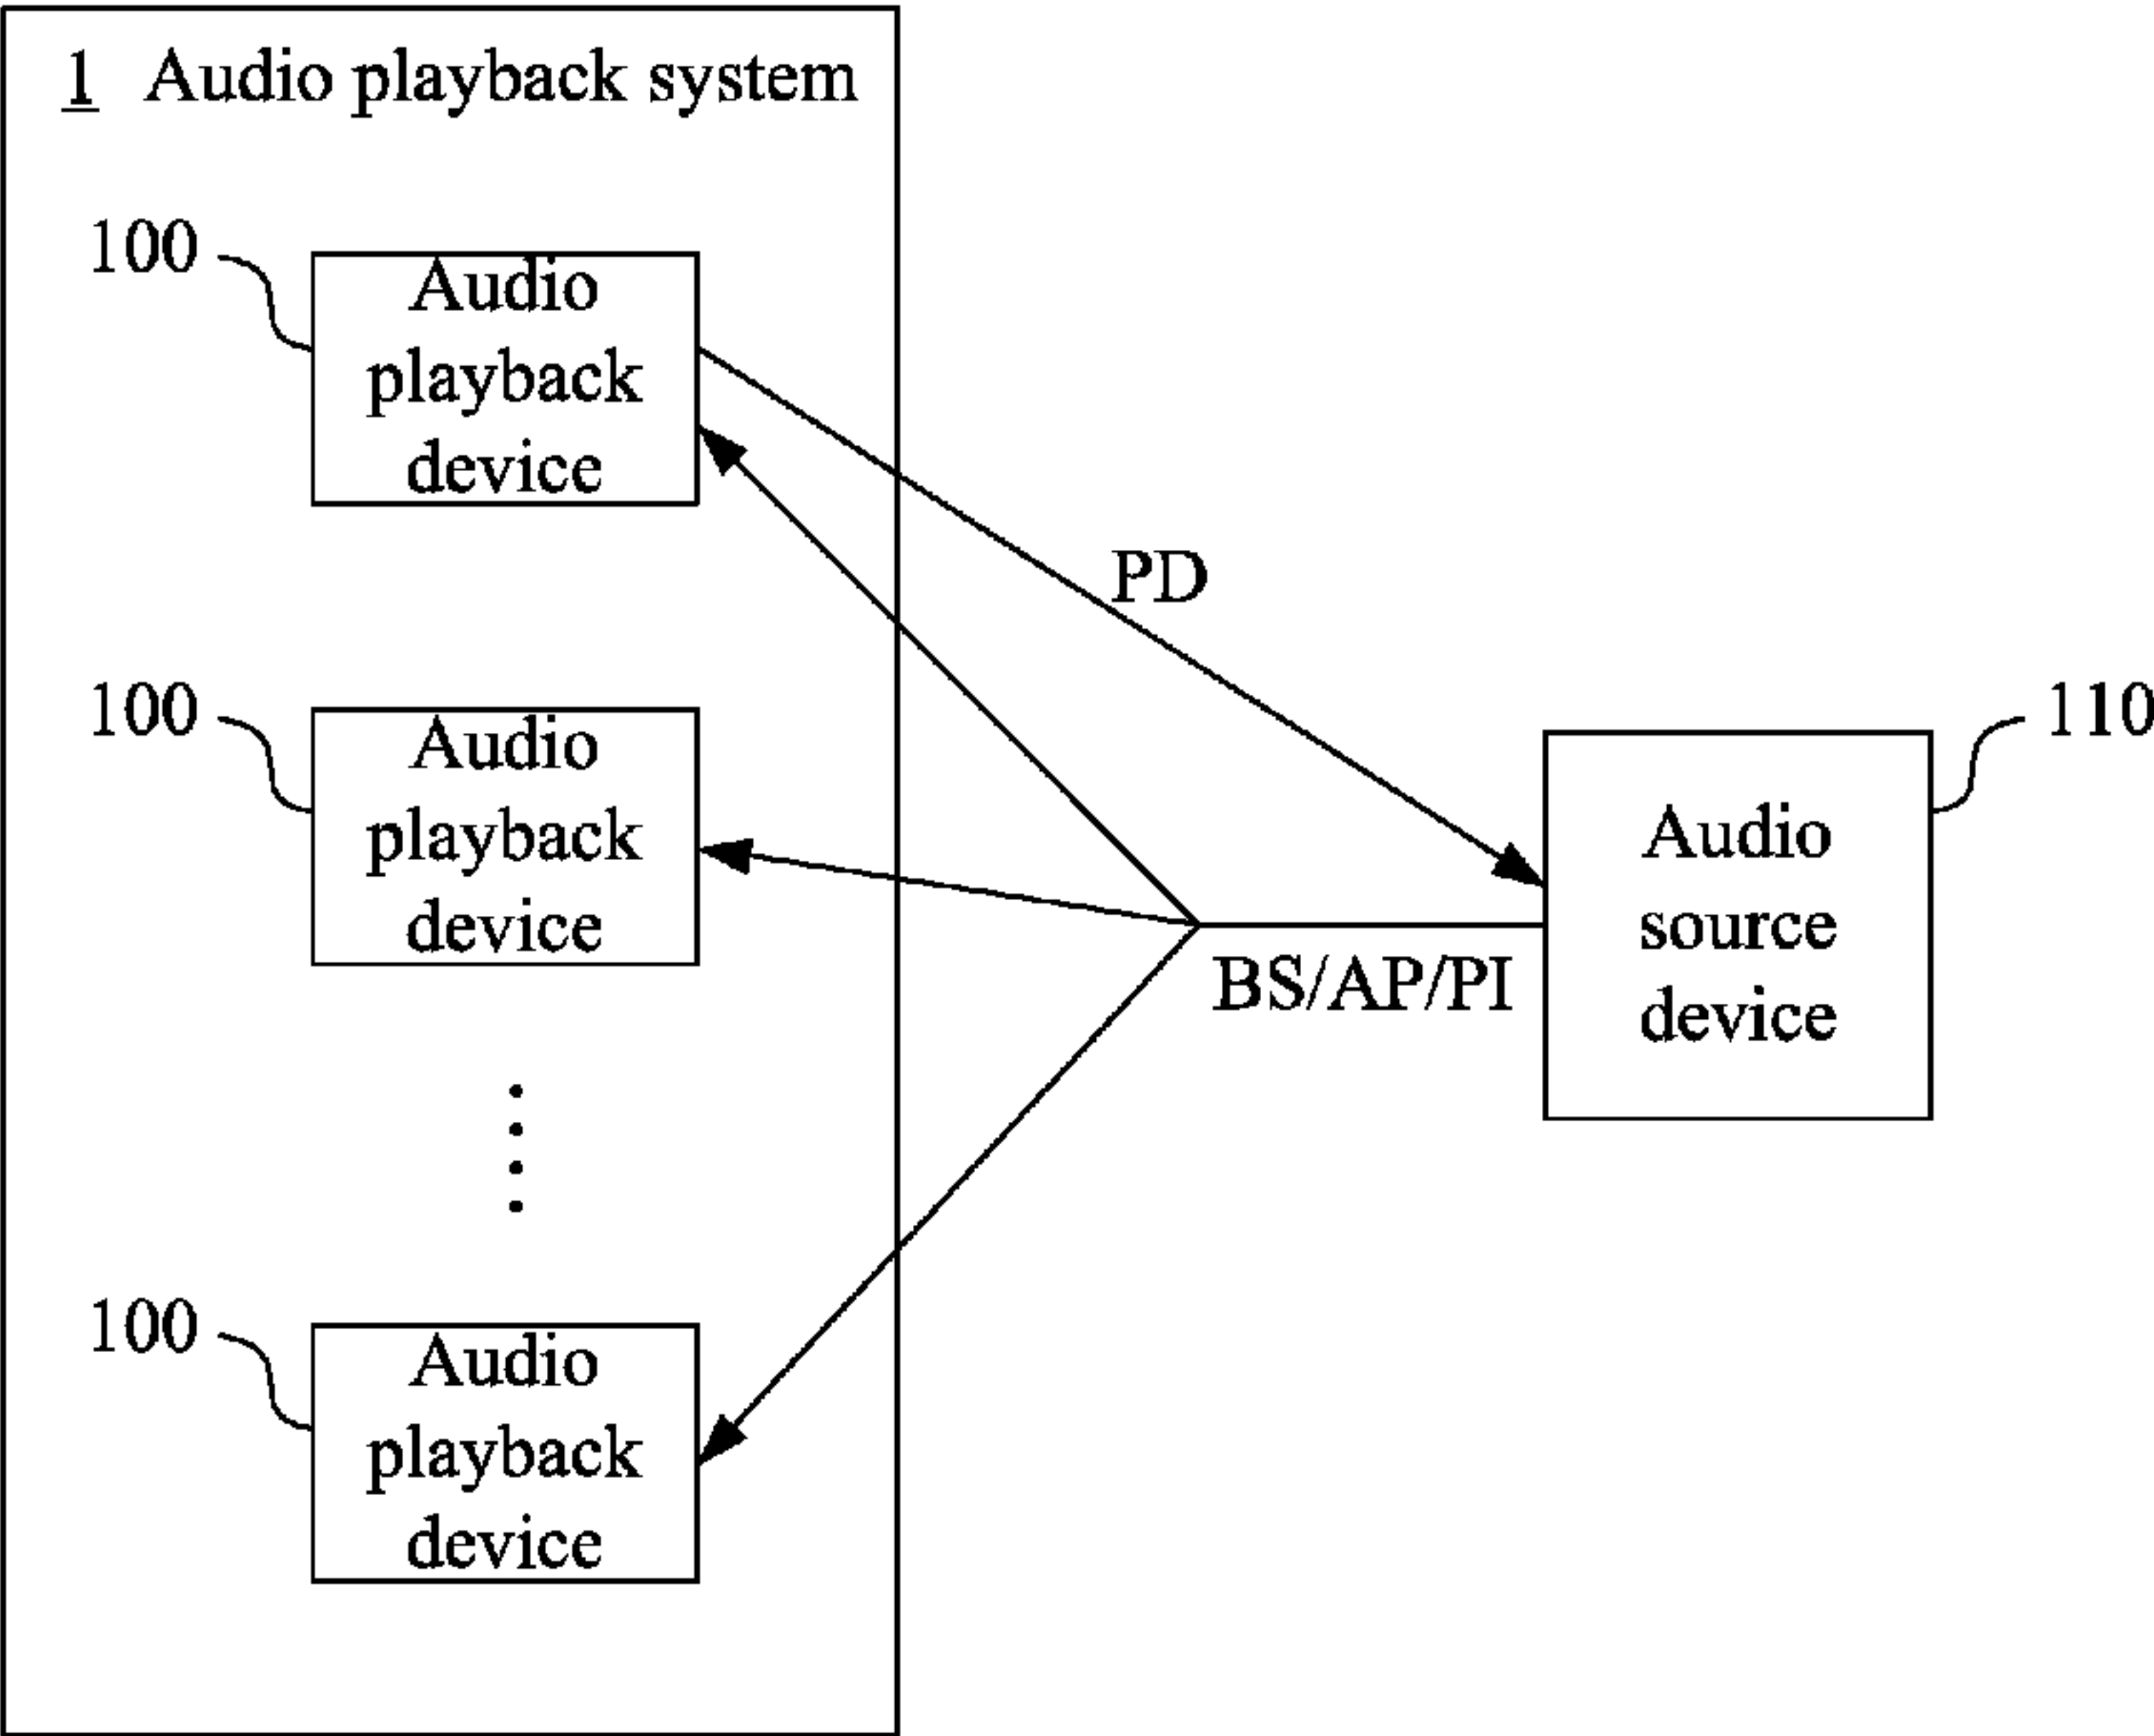 1 Audio playback system
100
Audio
playback
device
PD
100
Audio
playback
device
110
Audio
source
device
BS/AP/PI
100
Audio
playback
device